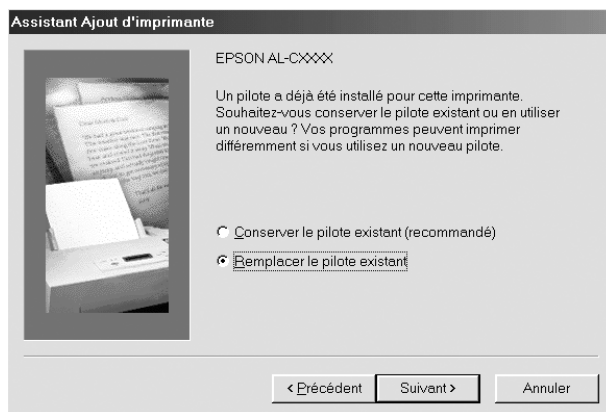 Assistant Ajout d'imprimante
EPSON AL-CXXXX
Un pilote a déjà été installé pour cette imprimante.
Souhaitez-vous conserver le pilote existant ou en utiliser
un nouveau ? Vos programmes peuvent imprimer
différemment si vous utilisez un nouveau pilote.
Conserver le pilote existant (recommandé)
Remplacer le pilote existant
< Précédent
Suivant >
Annuler